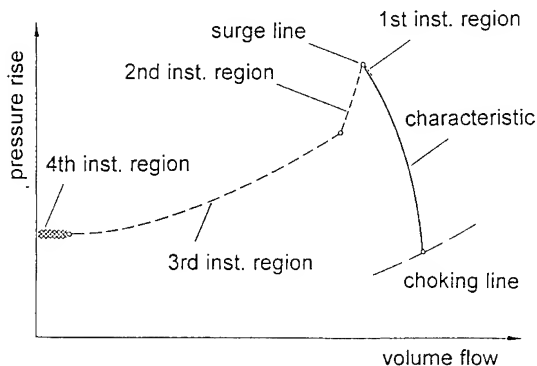 1st inst. region
surge line
2nd inst. region
pressure rise
characteristic
4th inst. region
3rd inst. region
choking line
volume flow